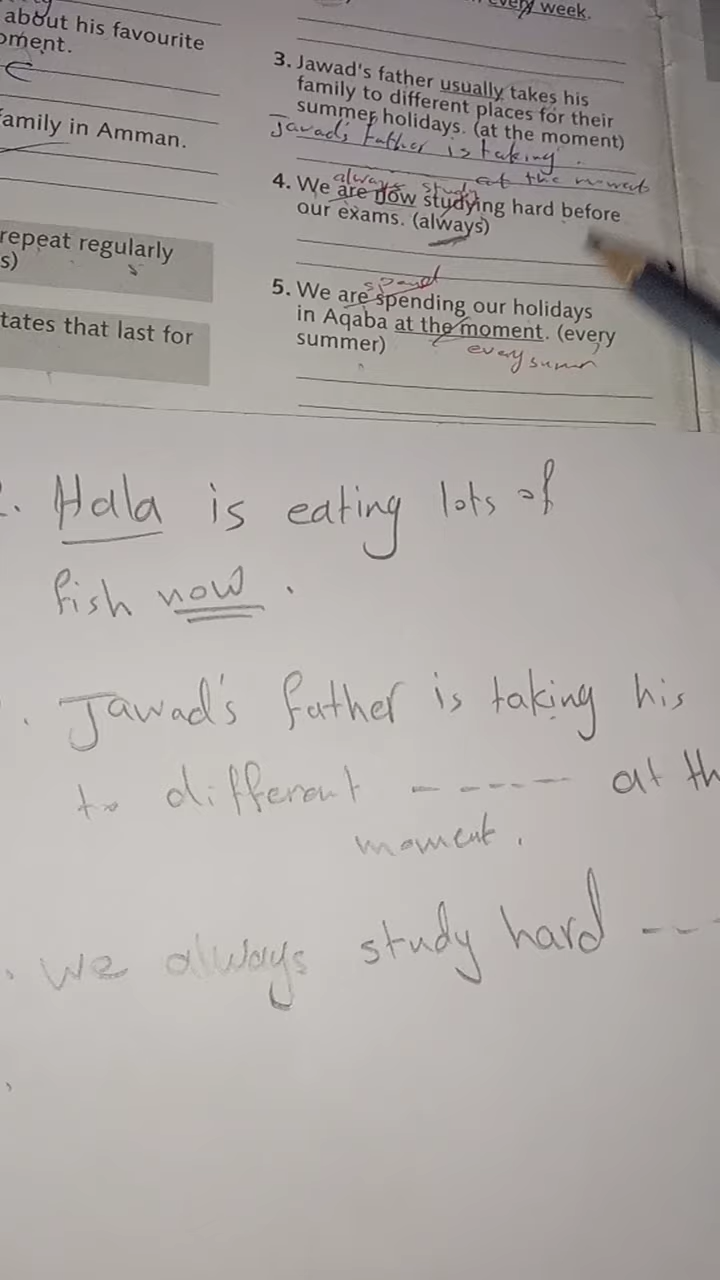 about his favourite
oment.
amily in Amman.
repeat regularly
s)
tates that last for
every week.
3. Jawad's father usually takes his
family to different places for their
summer holidays. (at the moment)
Jawad's Father is taking.
at the moment
always study
4. We are now studying hard before
our exams. (always)
spend
5. We are spending our holidays
in Aqaba at the moment. (every
summer)
every summ
2. Hala is eating lots of
fish now.
. Jawad's father is taking his
to different ------ at th
moment.
. We always study hard ---